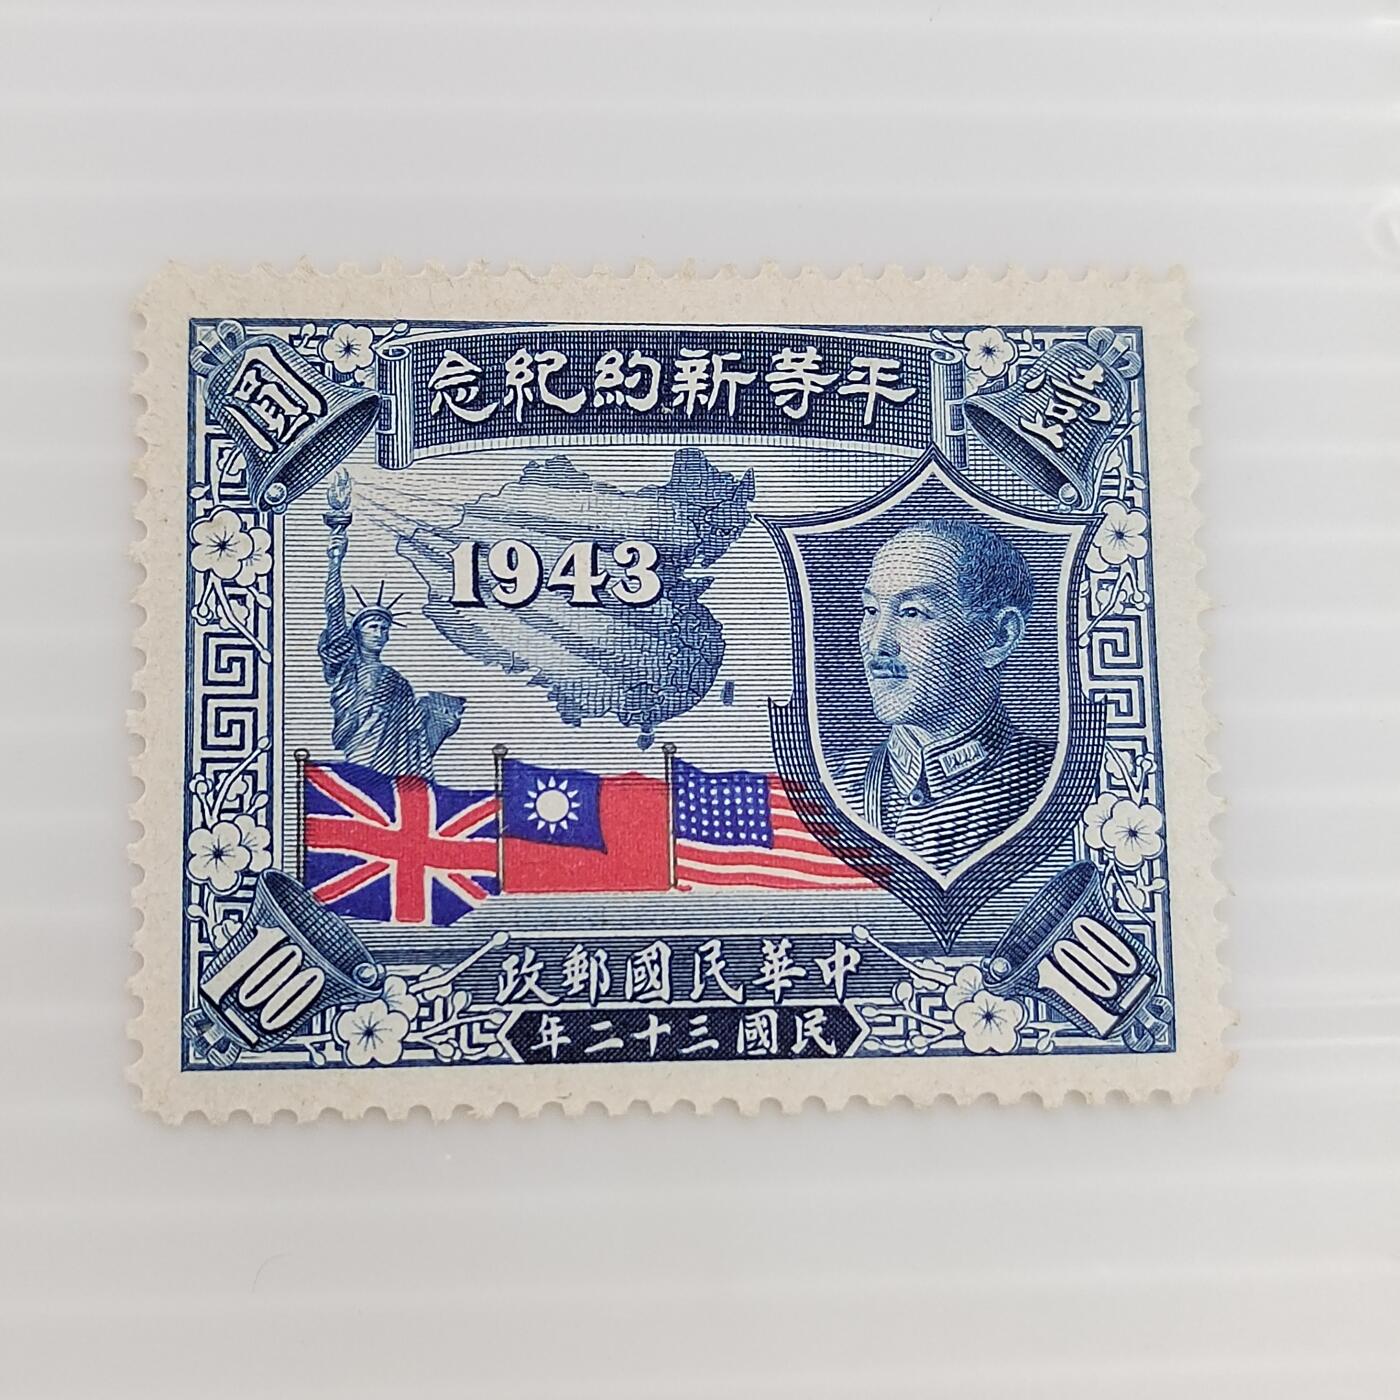 壹圓
平等新約紀念
1943
中華民國郵政
民國三十二年
1.00
1.00